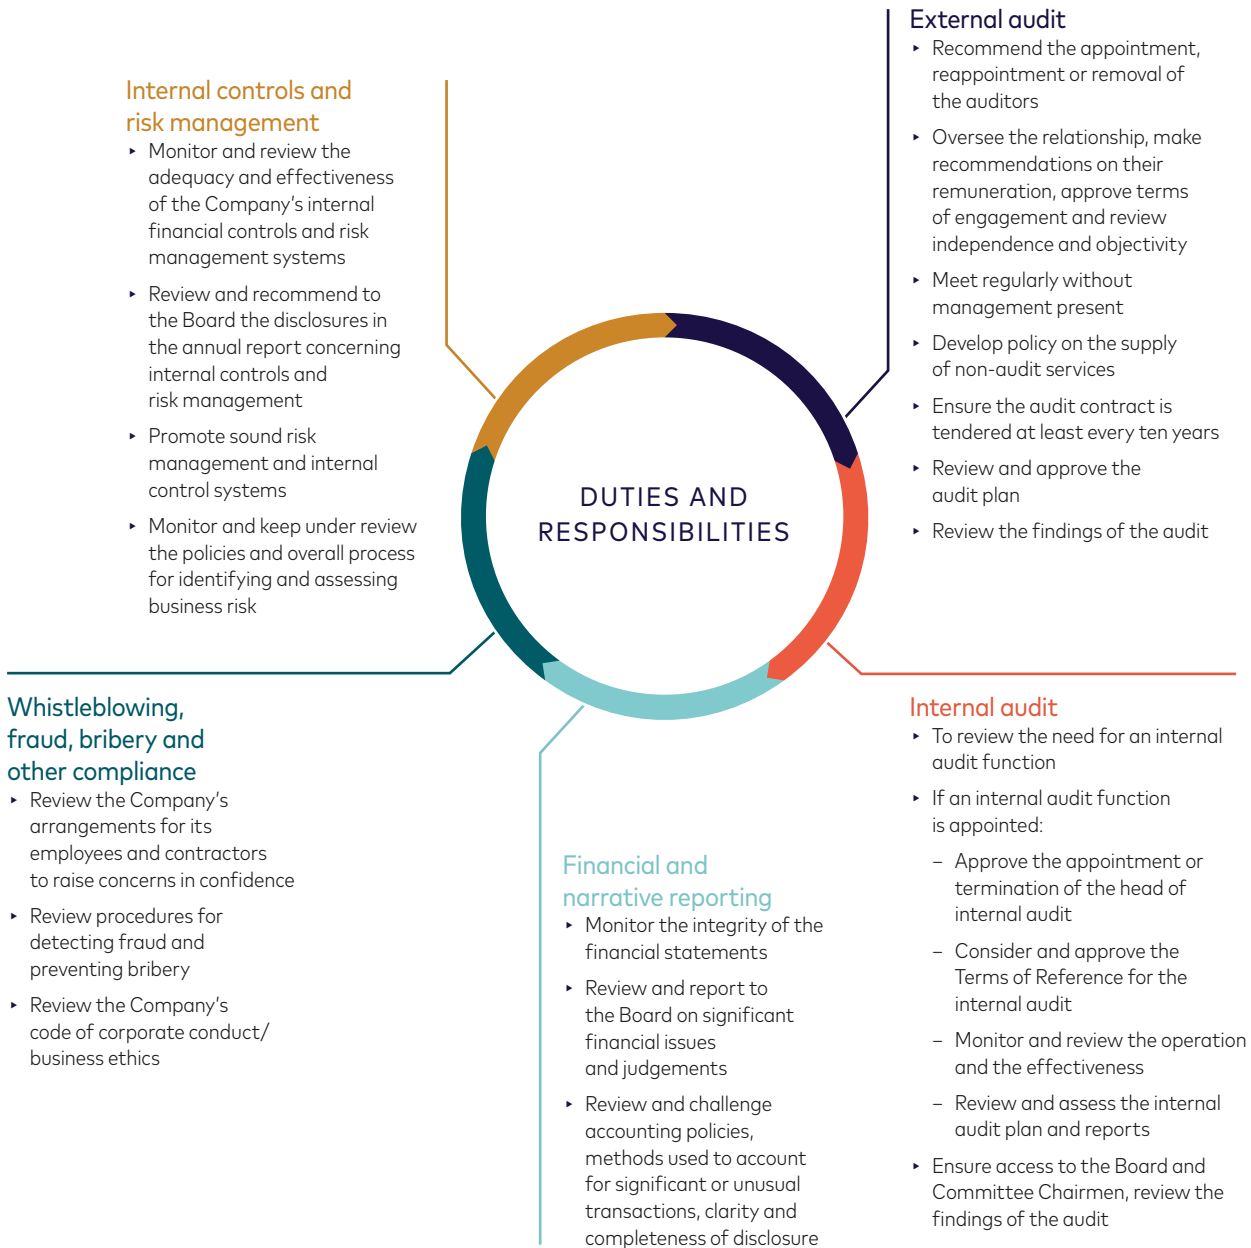 External audit
‣ Recommend the appointment,
reappointment or removal of
the auditors
‣ Oversee the relationship, make
recommendations on their
remuneration, approve terms
of engagement and review
independence and objectivity
‣ Meet regularly without
management present
‣ Develop policy on the supply
of non-audit services
‣ Ensure the audit contract is
tendered at least every ten years
‣ Review and approve the
audit plan
‣ Review the findings of the audit
Internal controls and
risk management
‣ Monitor and review the
adequacy and effectiveness
of the Company's internal
financial controls and risk
management systems
‣ Review and recommend to
the Board the disclosures in
the annual report concerning
internal controls and
risk management
‣ Promote sound risk
management and internal
control systems
‣ Monitor and keep under review
the policies and overall process
for identifying and assessing
business risk
DUTIES AND
RESPONSIBILITIES
Whistleblowing,
fraud, bribery and
other compliance
‣ Review the Company's
arrangements for its
employees and contractors
to raise concerns in confidence
‣ Review procedures for
detecting fraud and
preventing bribery
‣ Review the Company's
code of corporate conduct/
business ethics
Financial and
narrative reporting
‣ Monitor the integrity of the
financial statements
‣ Review and report to
the Board on significant
financial issues
and judgements
‣ Review and challenge
accounting policies,
methods used to account
for significant or unusual
transactions, clarity and
completeness of disclosure
Internal audit
‣ To review the need for an internal
audit function
‣ If an internal audit function
is appointed:
– Approve the appointment or
termination of the head of
internal audit
– Consider and approve the
Terms of Reference for the
internal audit
– Monitor and review the operation
and the effectiveness
– Review and assess the internal
audit plan and reports
‣ Ensure access to the Board and
Committee Chairmen, review the
findings of the audit